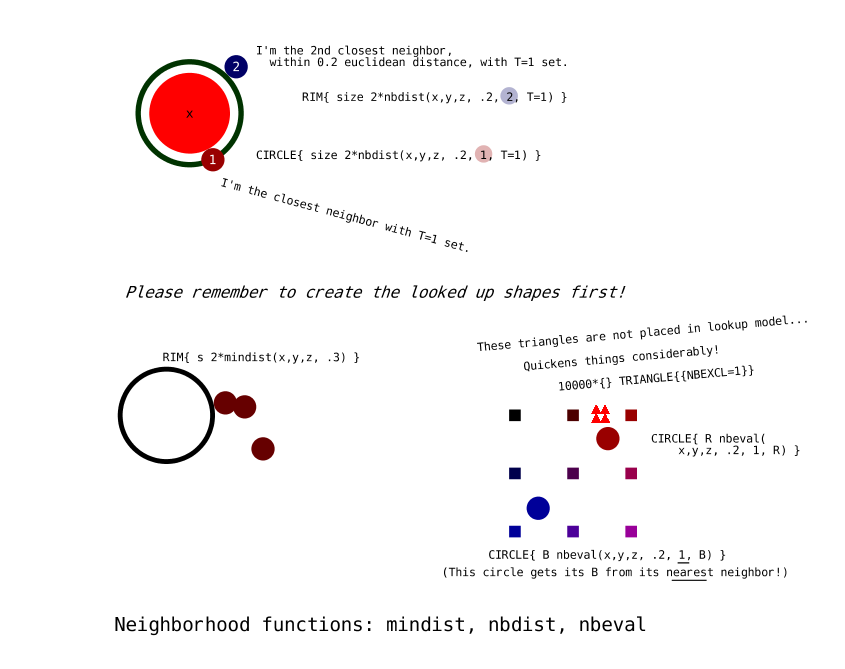 I'm the 2nd closest neighbor,
within 0.2 euclidean distance, with T=1 set.
2
RIM{ size 2*nbdist(x,y,z, .2, 2, T=1) }
x
1
CIRCLE{ size 2*nbdist(x,y,z, .2, 1, T=1) }
I'm the closest neighbor with T=1 set.
Please remember to create the looked up shapes first!
These triangles are not placed in lookup model...
Quickens things considerably!
10000*{} TRIANGLE{{NBEXCL=1}}
RIM{ s 2*mindist(x,y,z, .3) }
CIRCLE{ R nbeval(
x,y,z, .2, 1, R) }
CIRCLE{ B nbeval(x,y,z, .2, 1, B) }
(This circle gets its B from its nearest neighbor!)
Neighborhood functions: mindist, nbdist, nbeval